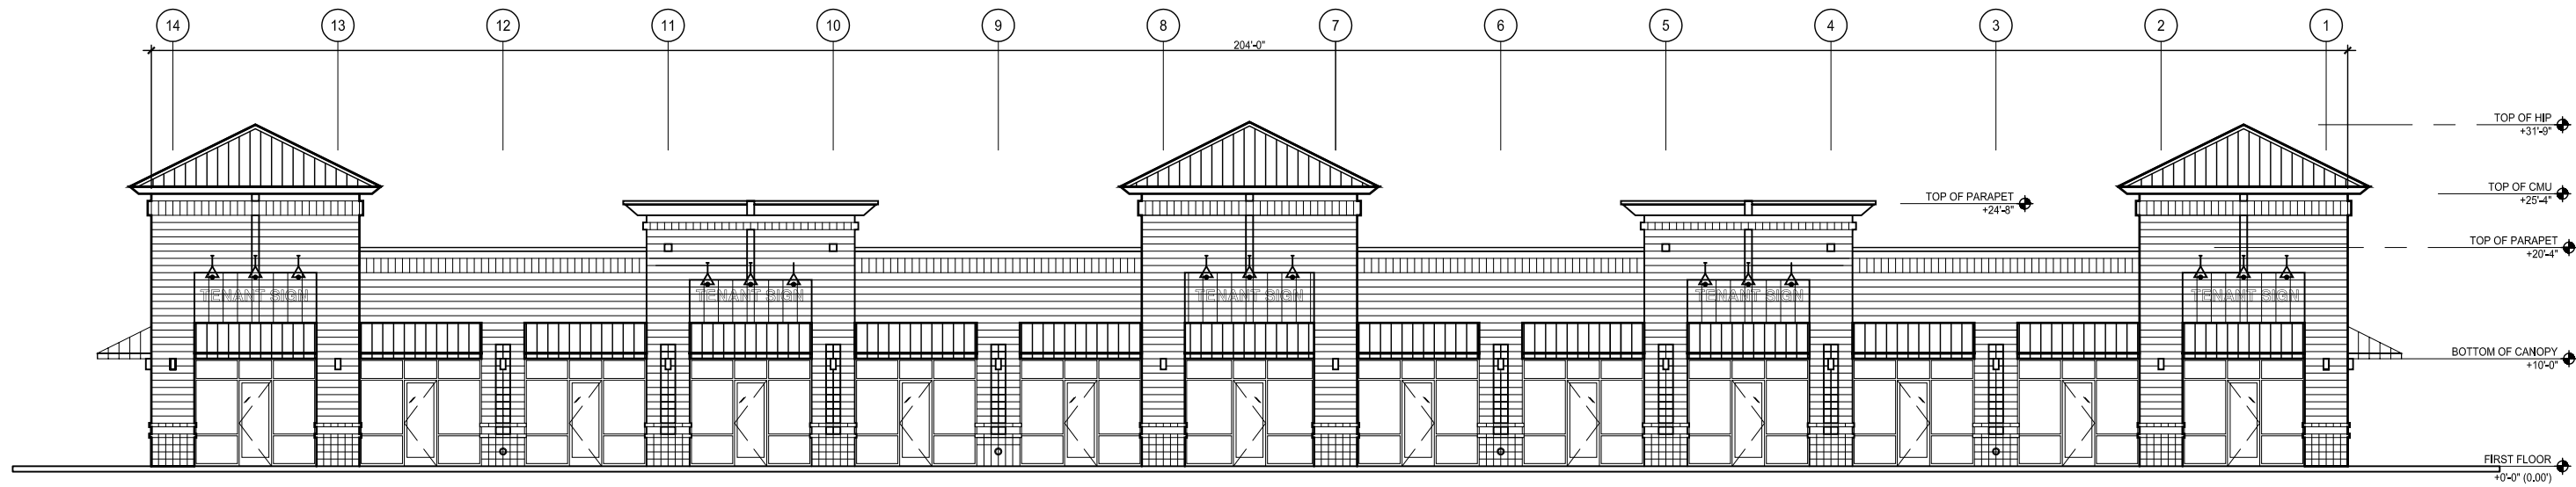 14 13 12 11 10 9 8 7 6 5 4 3 2 1
204'-0"
TOP OF HIP
+31'-9"
TOP OF CMU
+25'-4"
TOP OF PARAPET
+24'-8"
TOP OF PARAPET
+20'-4"
TENANT SIGN TENANT SIGN TENANT SIGN TENANT SIGN TENANT SIGN
BOTTOM OF CANOPY
+10'-0"
FIRST FLOOR
+0'-0" (0.00')